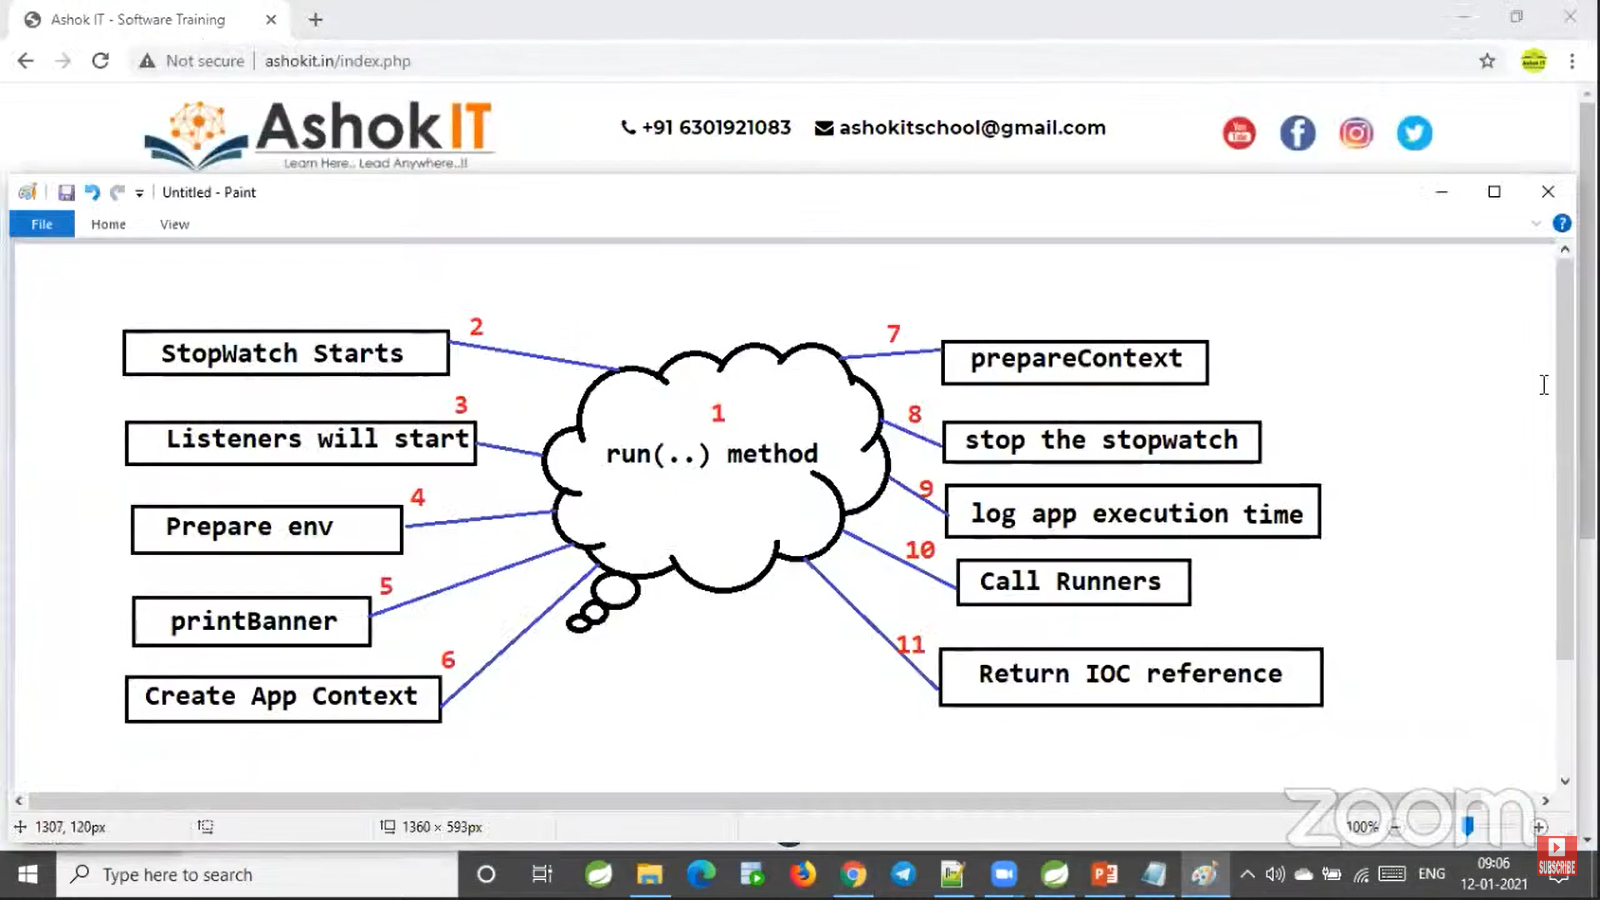 Ashok IT - Software Training
Not secure
ashokit.in/index.php
Ashok IT
AshokIT
Learn Here.. Lead Anywhere..!!
+91 6301921083
ashokitschool@gmail.com
You
Tube
Untitled - Paint
File
Home
View
?
StopWatch Starts
2
Listeners will start
3
Prepare env
4
printBanner
5
Create App Context
6
1
run(..) method
7
prepareContext
8
stop the stopwatch
9
log app execution time
10
Call Runners
11
Return IOC reference
zoom
1307, 120px
1360 × 593px
100%
SUBSCRIBE
Type here to search
ENG
09:06
12-01-2021